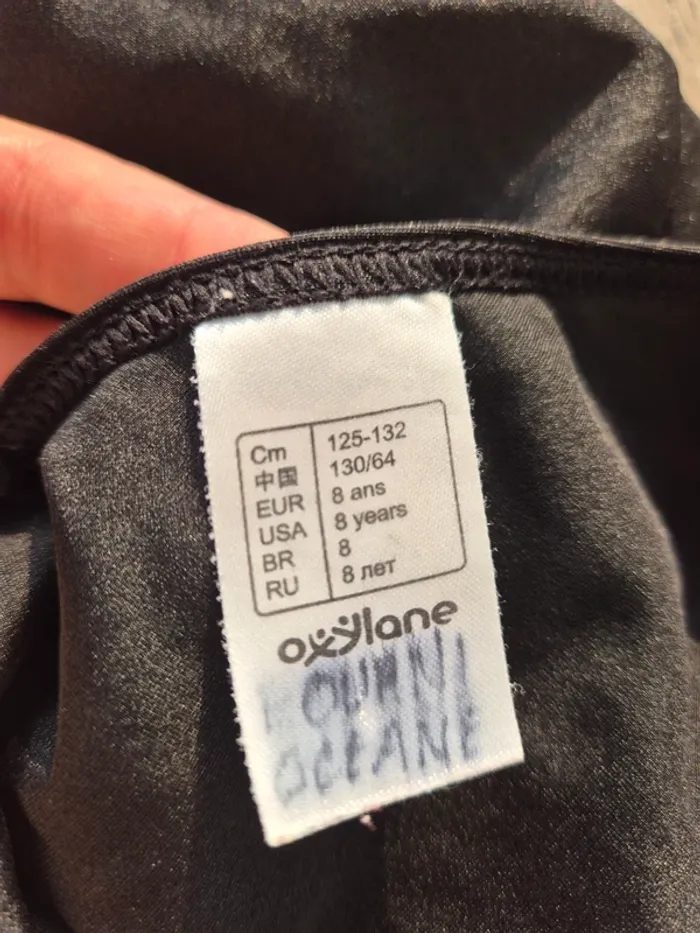 Cm 125-132
中国 130/64
EUR 8 ans
USA 8 years
BR 8
RU 8 лет
oxylane
OCEANE